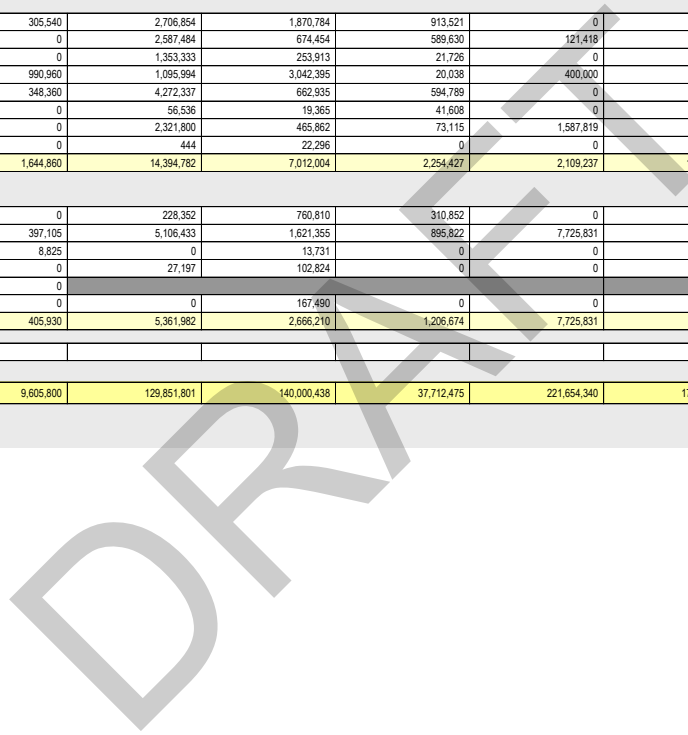 305,540 2,706,854 1,870,784 913,521 0
0 2,587,484 674,454 589,630 121,418
0 1,353,333 253,913 21,726 0
990,960 1,095,994 3,042,395 20,038 400,000
348,360 4,272,337 662,935 594,789 0
0 56,536 19,365 41,608 0
0 2,321,800 465,862 73,115 1,587,819
0 444 22,296 0 0
1,644,860 14,394,782 7,012,004 2,254,427 2,109,237
0 228,352 760,810 310,852 0
397,105 5,106,433 1,621,355 895,822 7,725,831
8,825 0 13,731 0 0
0 27,197 102,824 0 0
0
0 0 167,490 0 0
405,930 5,361,982 2,666,210 1,206,674 7,725,831
9,605,800 129,851,801 140,000,438 37,712,475 221,654,340 17
DRAFT